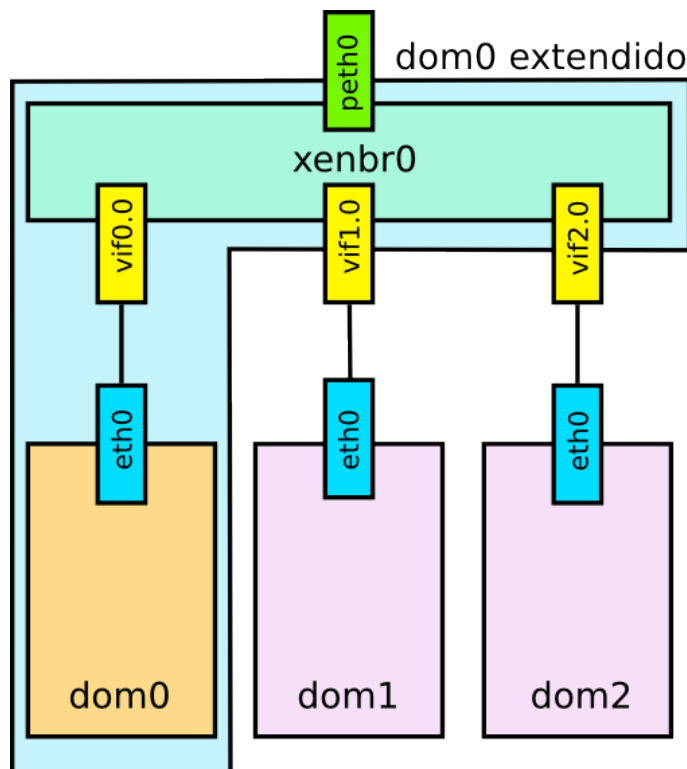 peth0
dom0 extendido
xenbr0
vif0.0
vif1.0
vif2.0
eth0
eth0
eth0
dom0
dom1
dom2